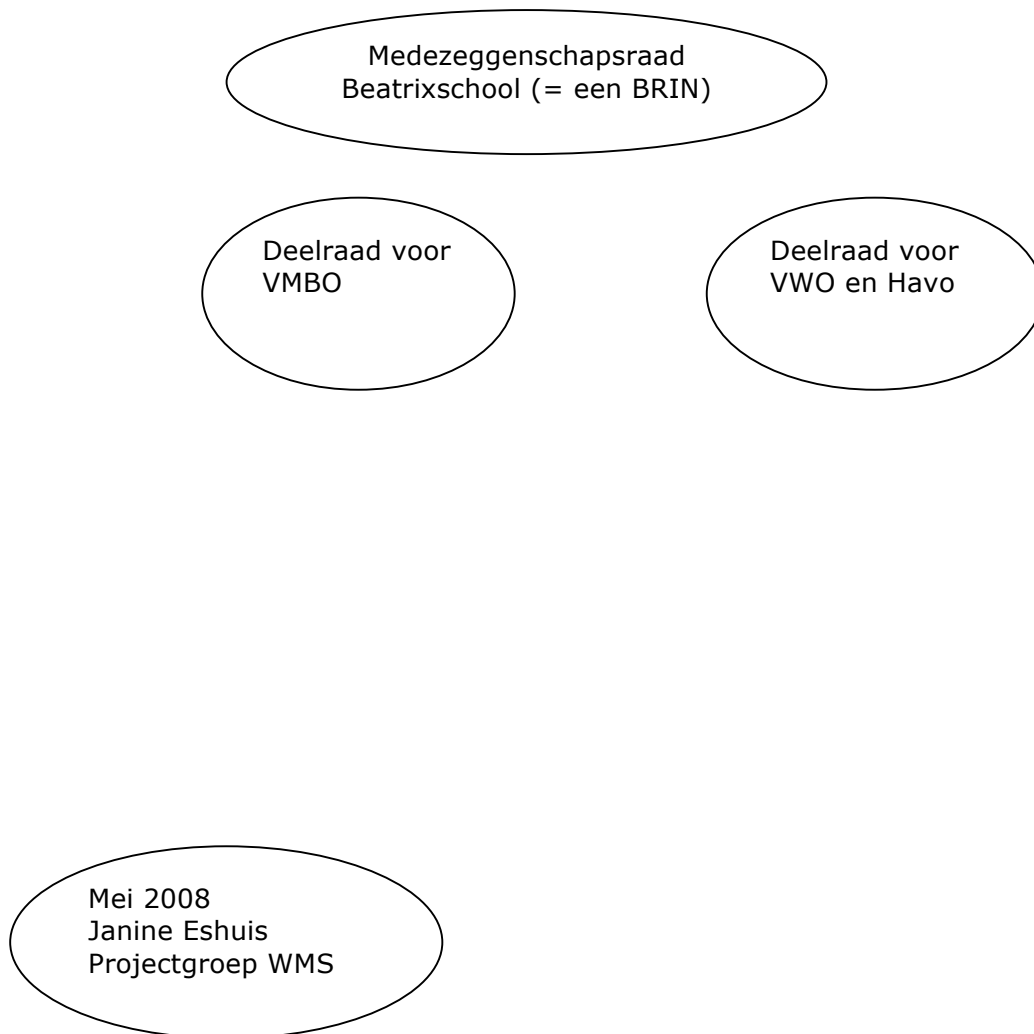 Medezeggenschapsraad
Beatrixschool (= een BRIN)
Deelraad voor
VMBO
Deelraad voor
VWO en Havo
Mei 2008
Janine Eshuis
Projectgroep WMS